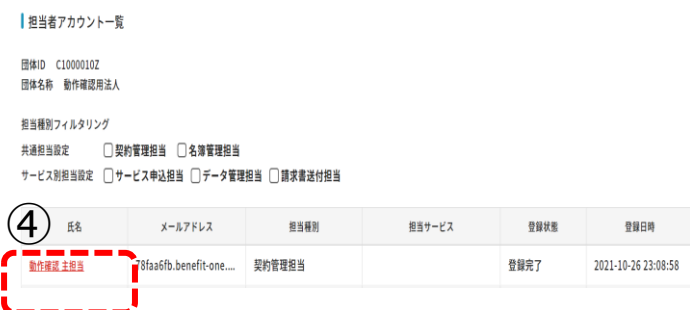 担当者アカウント一覧
団体ID C1000010Z
団体名称 動作確認用法人
担当種別フィルタリング
共通担当設定 契約管理担当 名簿管理担当
サービス別担当設定 サービス申込担当 データ管理担当 請求書送付担当
④ 氏名 メールアドレス 担当種別 担当サービス 登録状態 登録日時
動作確認 主担当 78faa6fb.benefit-one.... 契約管理担当 登録完了 2021-10-26 23:08:58